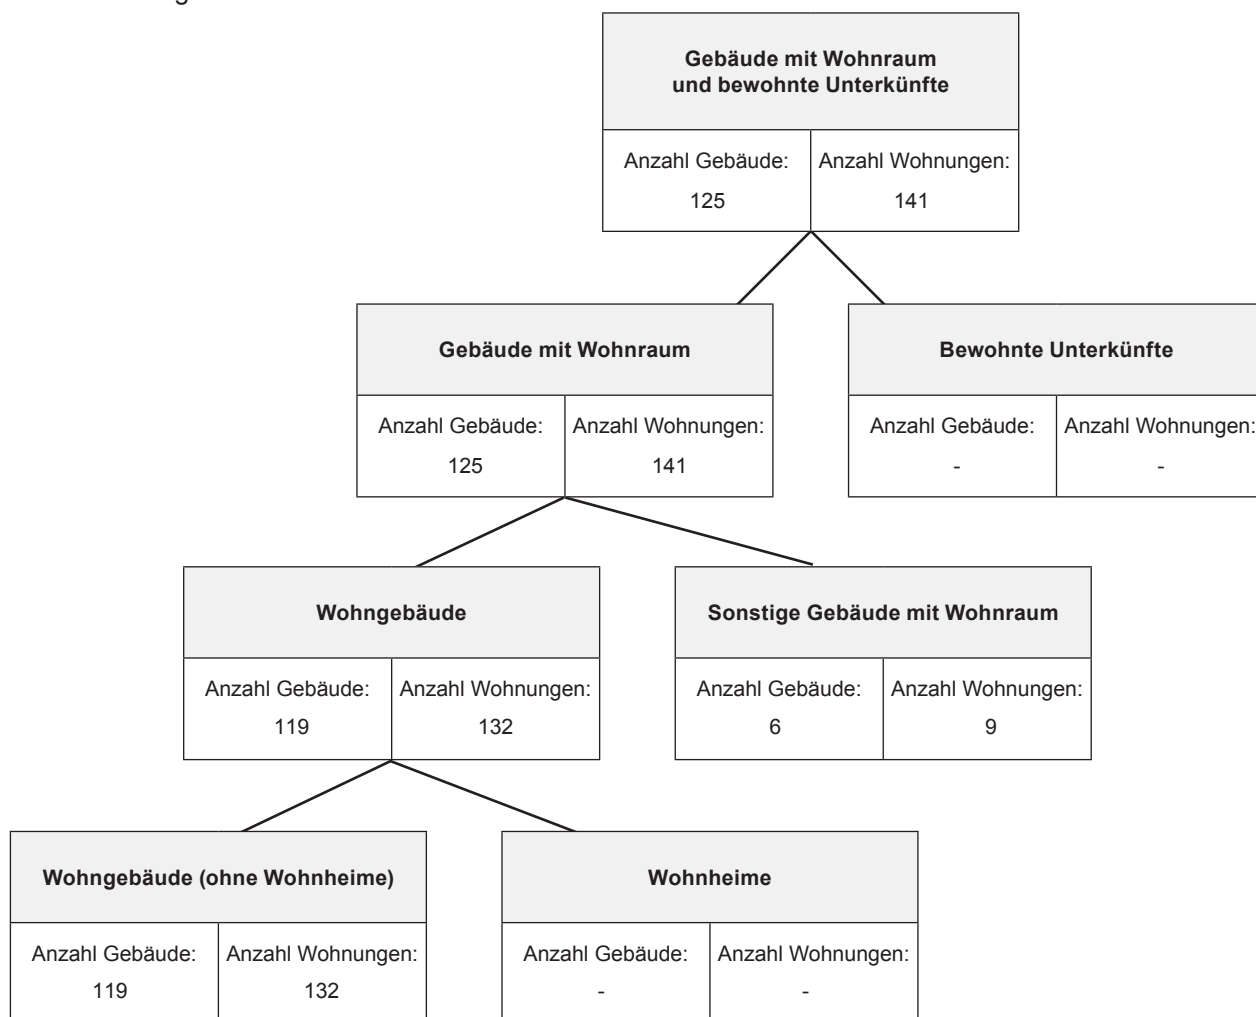 Gebäude mit Wohnraum
und bewohnte Unterkünfte
Anzahl Gebäude:
125
Anzahl Wohnungen:
141
Gebäude mit Wohnraum
Anzahl Gebäude:
125
Anzahl Wohnungen:
141
Bewohnte Unterkünfte
Anzahl Gebäude:
-
Anzahl Wohnungen:
-
Wohngebäude
Anzahl Gebäude:
119
Anzahl Wohnungen:
132
Sonstige Gebäude mit Wohnraum
Anzahl Gebäude:
6
Anzahl Wohnungen:
9
Wohngebäude (ohne Wohnheime)
Anzahl Gebäude:
119
Anzahl Wohnungen:
132
Wohnheime
Anzahl Gebäude:
-
Anzahl Wohnungen:
-